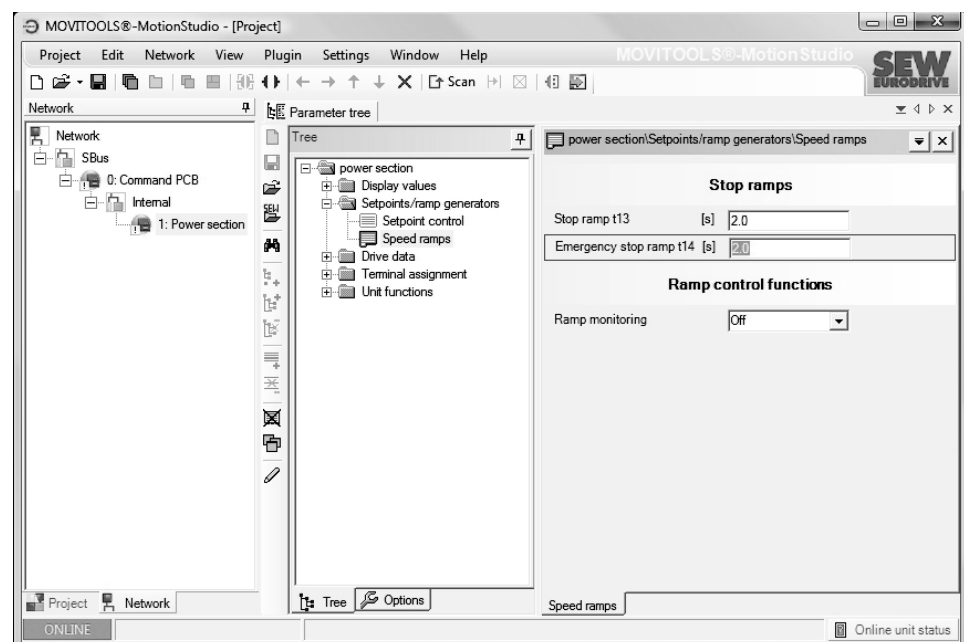 MOVITOOLS®-MotionStudio - [Project]
Project Edit Network View Plugin Settings Window Help
MOVITOOLS®-MotionStudio
SEW
EURODRIVE
Scan
Network
Parameter tree
Network
SBus
0: Command PCB
Internal
1: Power section
Tree
power section
Display values
Setpoints/ramp generators
Setpoint control
Speed ramps
Drive data
Terminal assignment
Unit functions
SEW
power section\Setpoints/ramp generators\Speed ramps
Stop ramps
Stop ramp t13 [s] 2.0
Emergency stop ramp t14 [s] 2.0
Ramp control functions
Ramp monitoring Off
Project Network
Tree Options
Speed ramps
ONLINE
Online unit status